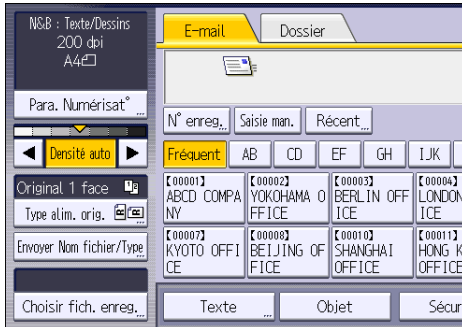 N&B : Texte/Dessins
200 dpi
A4
Para. Numérisat°
Densité auto
Original 1 face
Type alim. orig.
Envoyer Nom fichier/Type
Choisir fich. enreg.
E-mail Dossier
N° enreg. Saisie man. Récent
Fréquent AB CD EF GH IJK
【00001】 【00002】 【00003】 【00004】
ABCD COMPA YOKOHAMA O BERLIN OFF LONDON
NY FFICE ICE ICE
【00007】 【00008】 【00010】 【00011】
KYOTO OFFI BEIJING OF SHANGHAI HONG K
CE FICE OFFICE OFFICE
Texte Objet Sécur